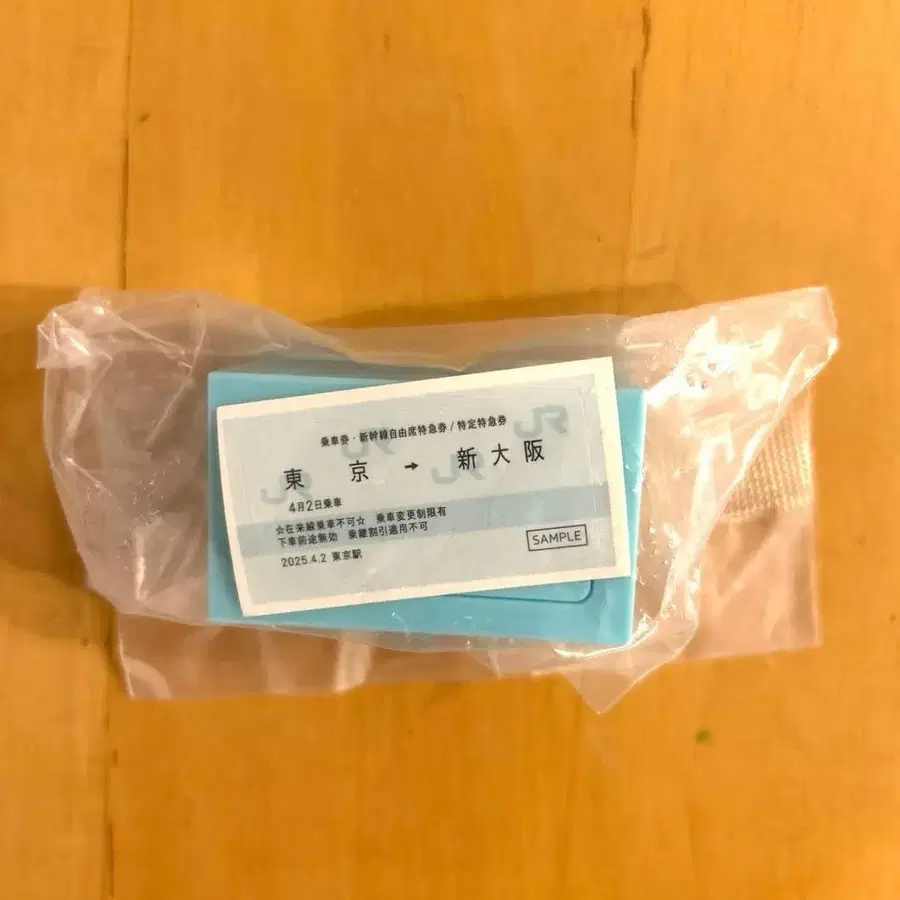 乗車券・新幹線自由席特急券/特定特急券
東 京 → 新大阪
4月2日乗車
☆在来線乗車不可☆ 乗車変更制限有
下車前途無効 乗継割引適用不可
2025.4.2 東京駅
SAMPLE